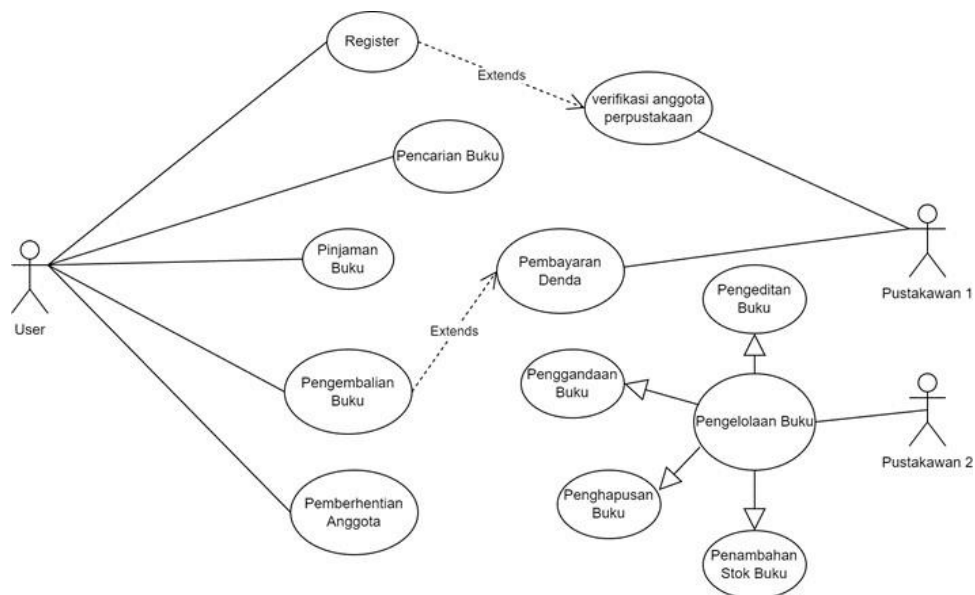 Register
Extends
verifikasi anggota
perpustakaan
Pencarian Buku
Pinjaman
Buku
Pembayaran
Denda
Pengeditan
Buku
Pustakawan 1
User
Extends
Pengembalian
Buku
Penggandaan
Buku
Pengelolaan Buku
Pustakawan 2
Penghapusan
Buku
Pemberhentian
Anggota
Penambahan
Stok Buku